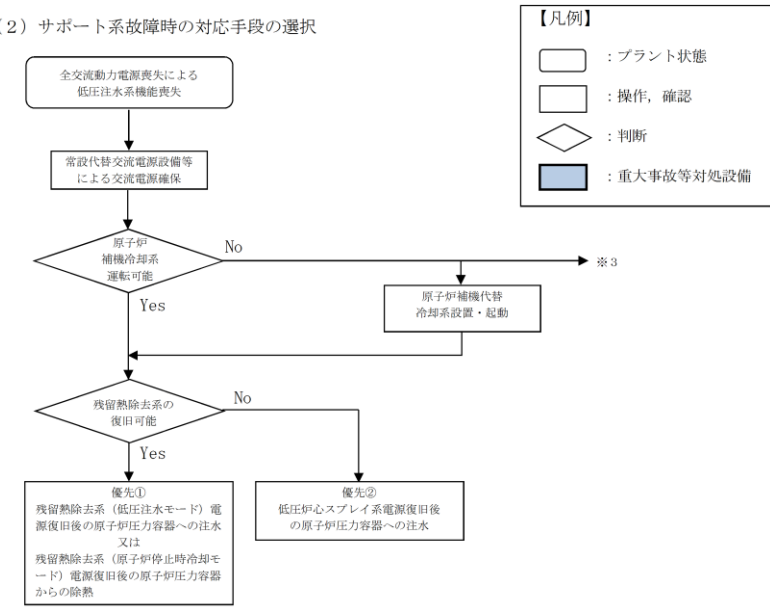 （2）サポート系故障時の対応手段の選択
【凡例】
：プラント状態
：操作，確認
：判断
：重大事故等対処設備
全交流動力電源喪失による
低圧注水系機能喪失
常設代替交流電源設備等
による交流電源確保
原子炉
補機冷却系
運転可能
No
※3
Yes
原子炉補機代替
冷却系設置・起動
残留熱除去系の
復旧可能
No
Yes
優先①
残留熱除去系（低圧注水モード）電
源復旧後の原子炉圧力容器への注水
又は
残留熱除去系（原子炉停止時冷却モ
ード）電源復旧後の原子炉圧力容器
からの除熱
優先②
低圧炉心スプレイ系電源復旧後
の原子炉圧力容器への注水